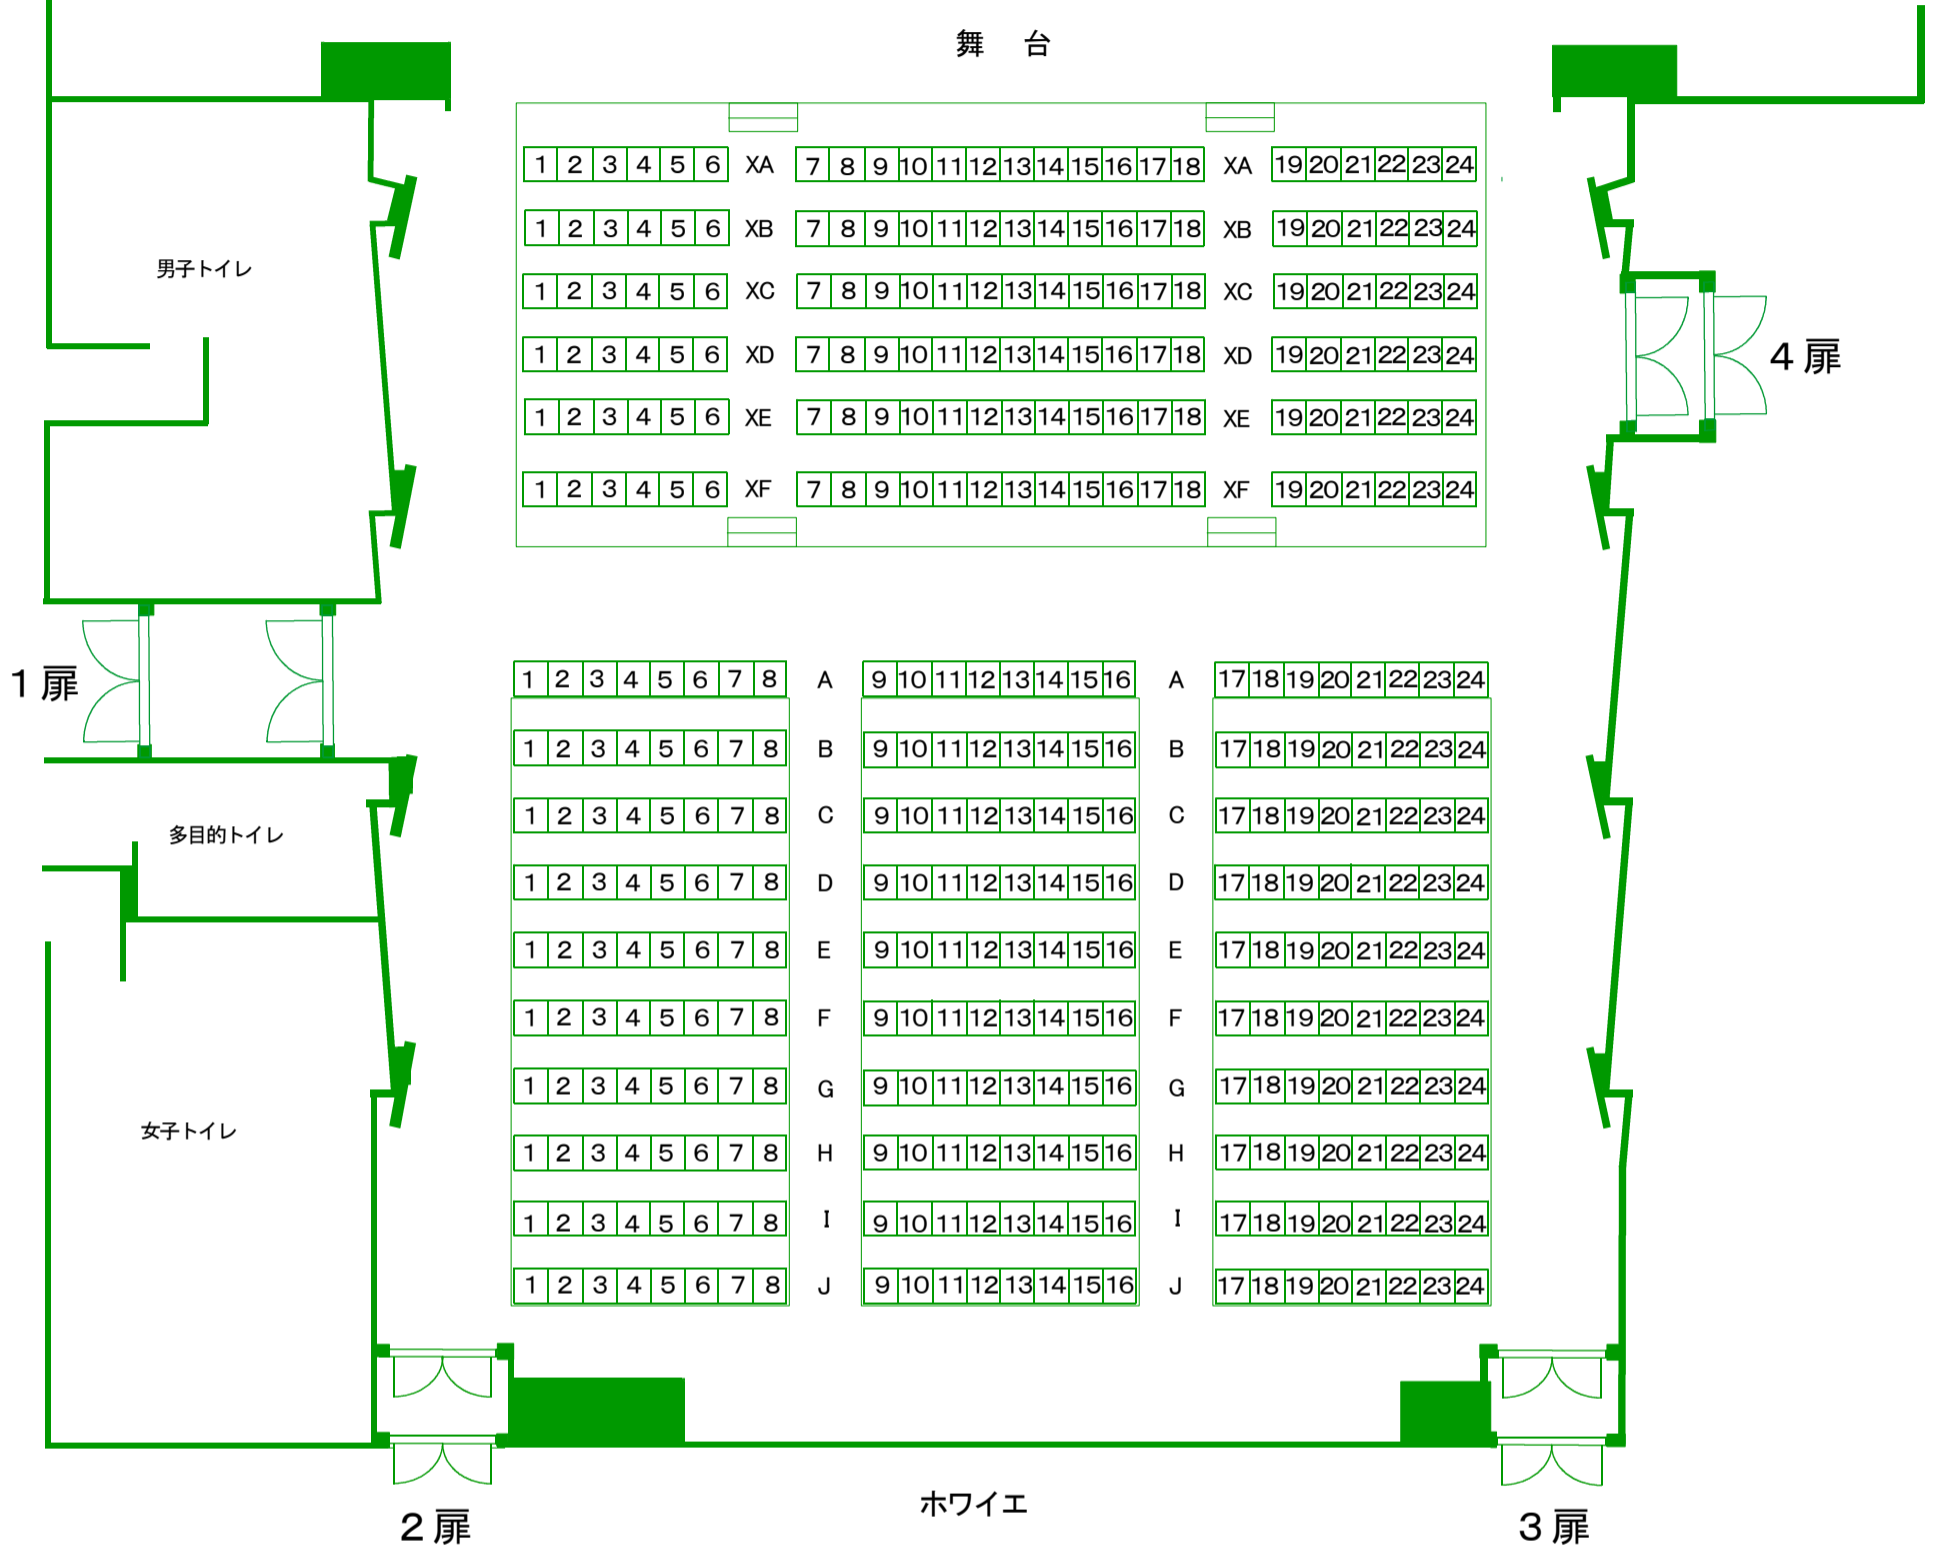 舞 台
1 2 3 4 5 6 XA 7 8 9 10 11 12 13 14 15 16 17 18 XA 19 20 21 22 23 24
1 2 3 4 5 6 XB 7 8 9 10 11 12 13 14 15 16 17 18 XB 19 20 21 22 23 24
男子トイレ
1 2 3 4 5 6 XC 7 8 9 10 11 12 13 14 15 16 17 18 XC 19 20 21 22 23 24
1 2 3 4 5 6 XD 7 8 9 10 11 12 13 14 15 16 17 18 XD 19 20 21 22 23 24
4扉
1 2 3 4 5 6 XE 7 8 9 10 11 12 13 14 15 16 17 18 XE 19 20 21 22 23 24
1 2 3 4 5 6 XF 7 8 9 10 11 12 13 14 15 16 17 18 XF 19 20 21 22 23 24
1扉
1 2 3 4 5 6 7 8 A 9 10 11 12 13 14 15 16 A 17 18 19 20 21 22 23 24
1 2 3 4 5 6 7 8 B 9 10 11 12 13 14 15 16 B 17 18 19 20 21 22 23 24
1 2 3 4 5 6 7 8 C 9 10 11 12 13 14 15 16 C 17 18 19 20 21 22 23 24
多目的トイレ
1 2 3 4 5 6 7 8 D 9 10 11 12 13 14 15 16 D 17 18 19 20 21 22 23 24
1 2 3 4 5 6 7 8 E 9 10 11 12 13 14 15 16 E 17 18 19 20 21 22 23 24
1 2 3 4 5 6 7 8 F 9 10 11 12 13 14 15 16 F 17 18 19 20 21 22 23 24
1 2 3 4 5 6 7 8 G 9 10 11 12 13 14 15 16 G 17 18 19 20 21 22 23 24
女子トイレ
1 2 3 4 5 6 7 8 H 9 10 11 12 13 14 15 16 H 17 18 19 20 21 22 23 24
1 2 3 4 5 6 7 8 I 9 10 11 12 13 14 15 16 I 17 18 19 20 21 22 23 24
1 2 3 4 5 6 7 8 J 9 10 11 12 13 14 15 16 J 17 18 19 20 21 22 23 24
ホワイエ
2扉
3扉